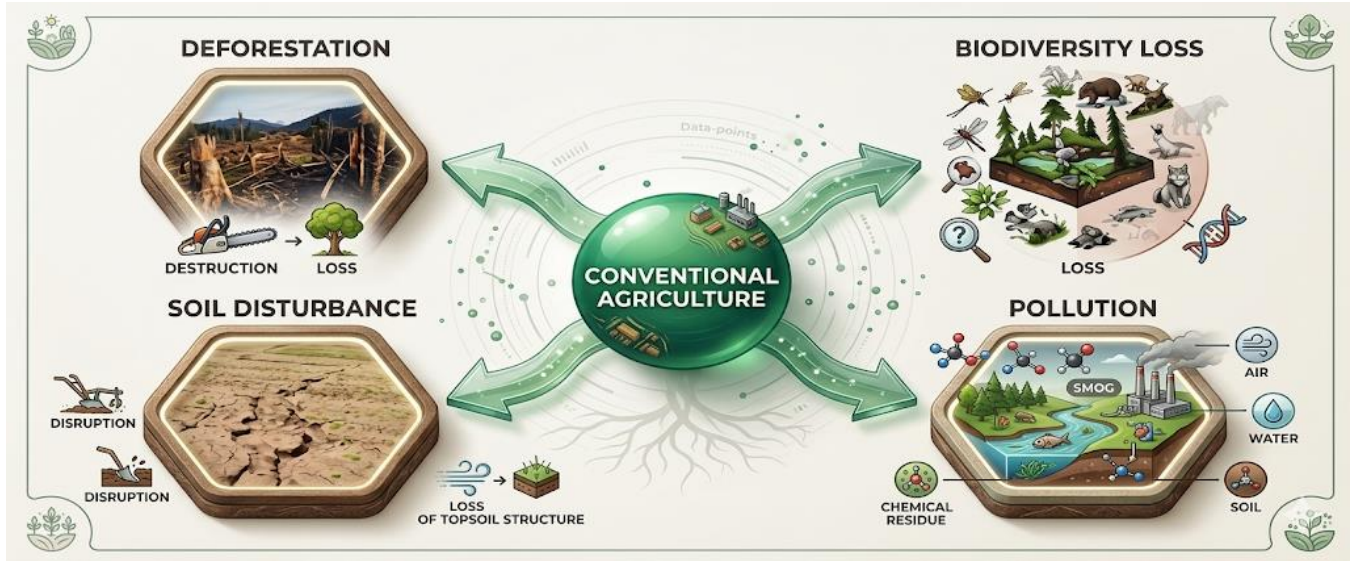 DEFORESTATION
DESTRUCTION
LOSS
BIODIVERSITY LOSS
?
LOSS
Data-points
CONVENTIONAL
AGRICULTURE
SOIL DISTURBANCE
DISRUPTION
DISRUPTION
LOSS
OF TOPSOIL STRUCTURE
POLLUTION
SMOG
AIR
WATER
SOIL
CHEMICAL
RESIDUE